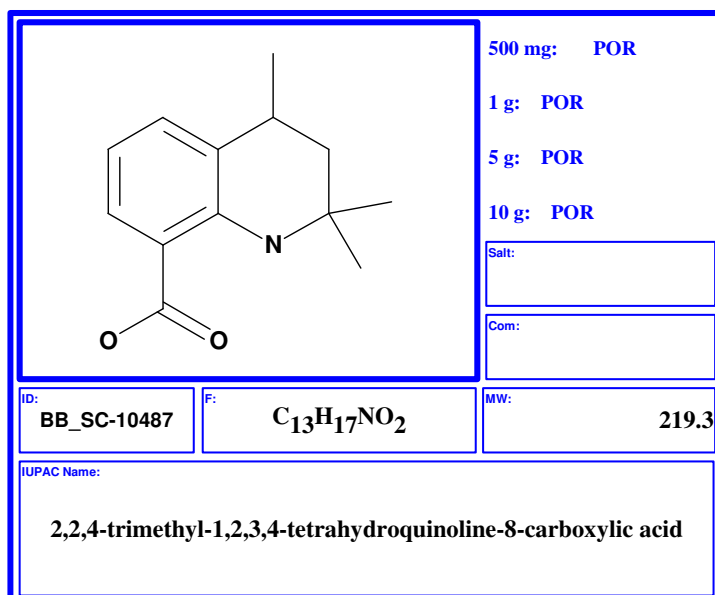 500 mg: POR
1 g: POR
5 g: POR
10 g: POR
N
O
O
Salt:
Com:
ID:
BB_SC-10487
F:
C13H17NO2
MW:
219.3
IUPAC Name:
2,2,4-trimethyl-1,2,3,4-tetrahydroquinoline-8-carboxylic acid